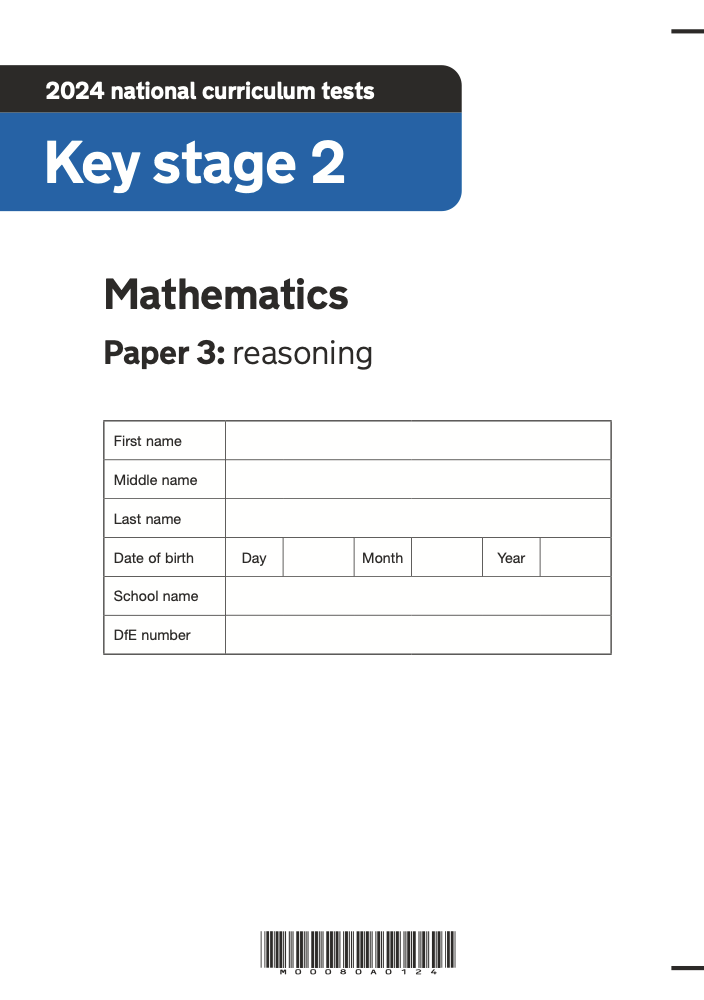 2024 national curriculum tests
Key stage 2
Mathematics
Paper 3: reasoning
First name
Middle name
Last name
Date of birth Day Month Year
School name
DfE number
M00080A0124